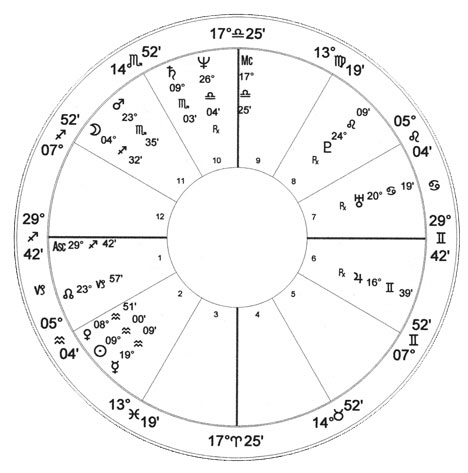 17° ♎ 25'
14° ♏ 52'
13° ♍ 19'
♄ 09° ♏ 03'
♆ 26° ♎ 04' ℞
Mc 17° ♎ 25'
♂ 23° ♏ 35'
☽ 04° ♐ 32'
♇ 24° ♌ 09' ℞
07° ♐ 52'
05° ♌ 04'
♅ 20° ♋ 19' ℞
♋
10
9
11
8
12
7
29° ♐ 42'
Asc 29° ♐ 42'
29° ♊ 42'
1
6
2
5
3
4
♑
☊ 23° ♑ 57'
♃ 16° ♊ 39' ℞
05° ♒ 04'
♀ 08° ♒ 51'
☉ 09° ♒ 00'
☿ 19° ♒ 09'
07° ♊ 52'
13° ♓ 19'
14° ♉ 52'
17° ♈ 25'